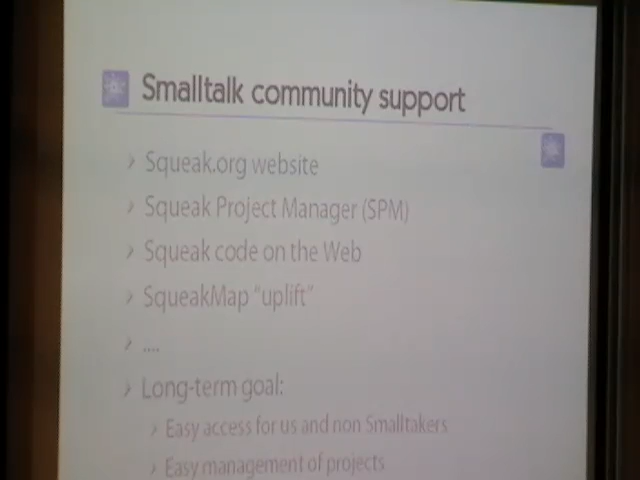 Smalltalk community support
› Squeak.org website
› Squeak Project Manager (SPM)
› Squeak code on the Web
› SqueakMap “uplift”
› ....
› Long-term goal:
› Easy access for us and non Smalltakers
› Easy management of projects